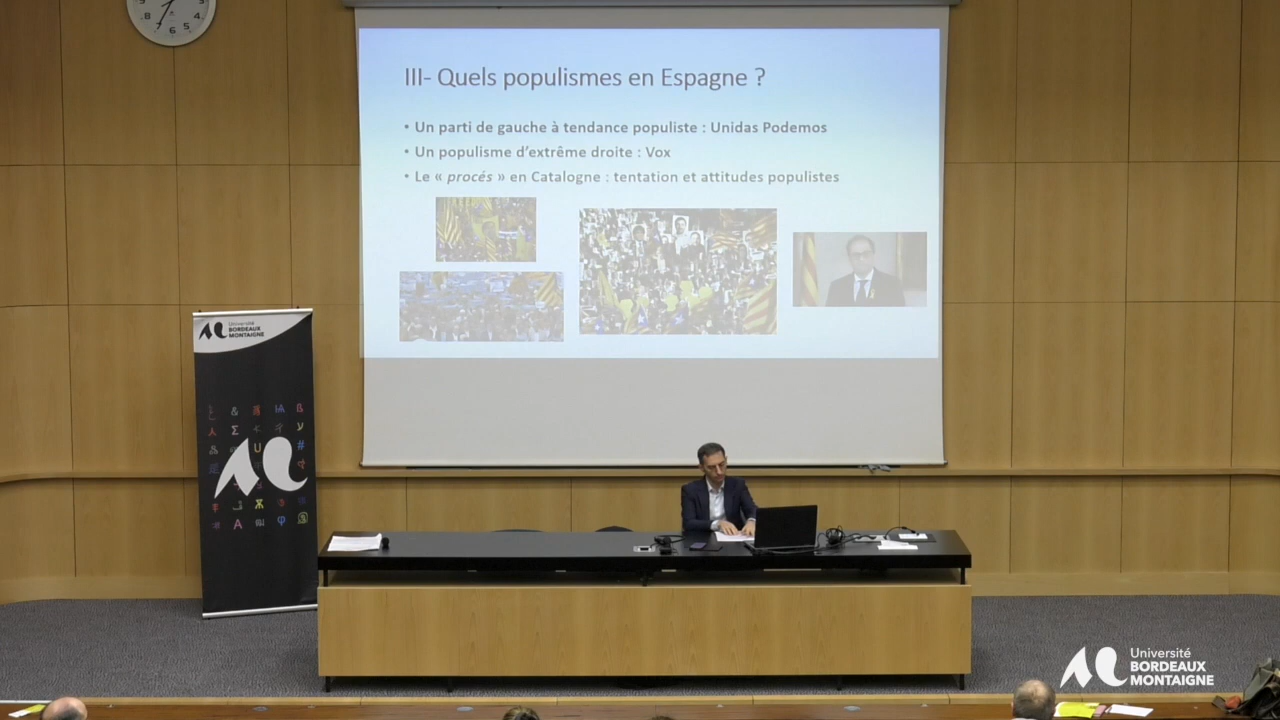 III- Quels populismes en Espagne ?
• Un parti de gauche à tendance populiste : Unidas Podemos
• Un populisme d'extrême droite : Vox
• Le « procés » en Catalogne : tentation et attitudes populistes
Université
BORDEAUX
MONTAIGNE
Université
BORDEAUX
MONTAIGNE